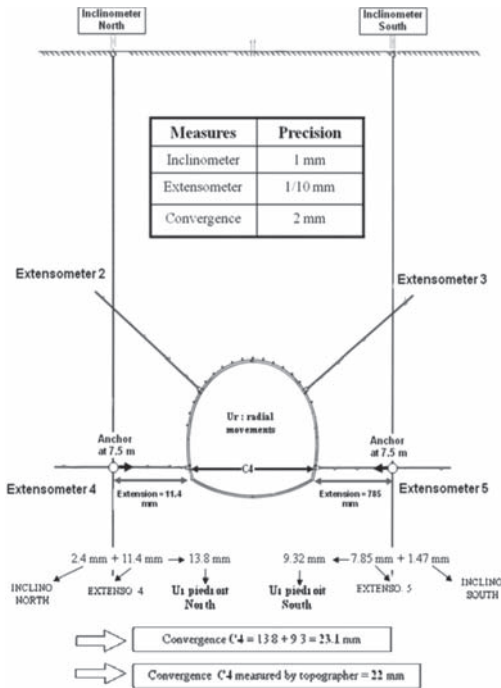 Inclinometer North
Inclinometer South
Measures Precision
Inclinometer 1 mm
Extensometer 1/10 mm
Convergence 2 mm
Extensometer 2
Extensometer 3
Ur : radial
movements
Anchor
at 7.5 m
Anchor
at 7.5 m
C4
Extensometer 4
Extensometer 5
Extension = 11.4
mm
Extension = 785
mm
2.4 mm + 11.4 mm 13.8 mm 9.32 mm 7.85 mm + 1.47 mm
INCLINO
NORTH
EXTENSO. 4
North
South
EXTENSO. 5
INCLINO
SOUTH
Convergence C4 = 13.8 + 9.3 = 23.1 mm
Convergence C4 measured by topographer = 22 mm